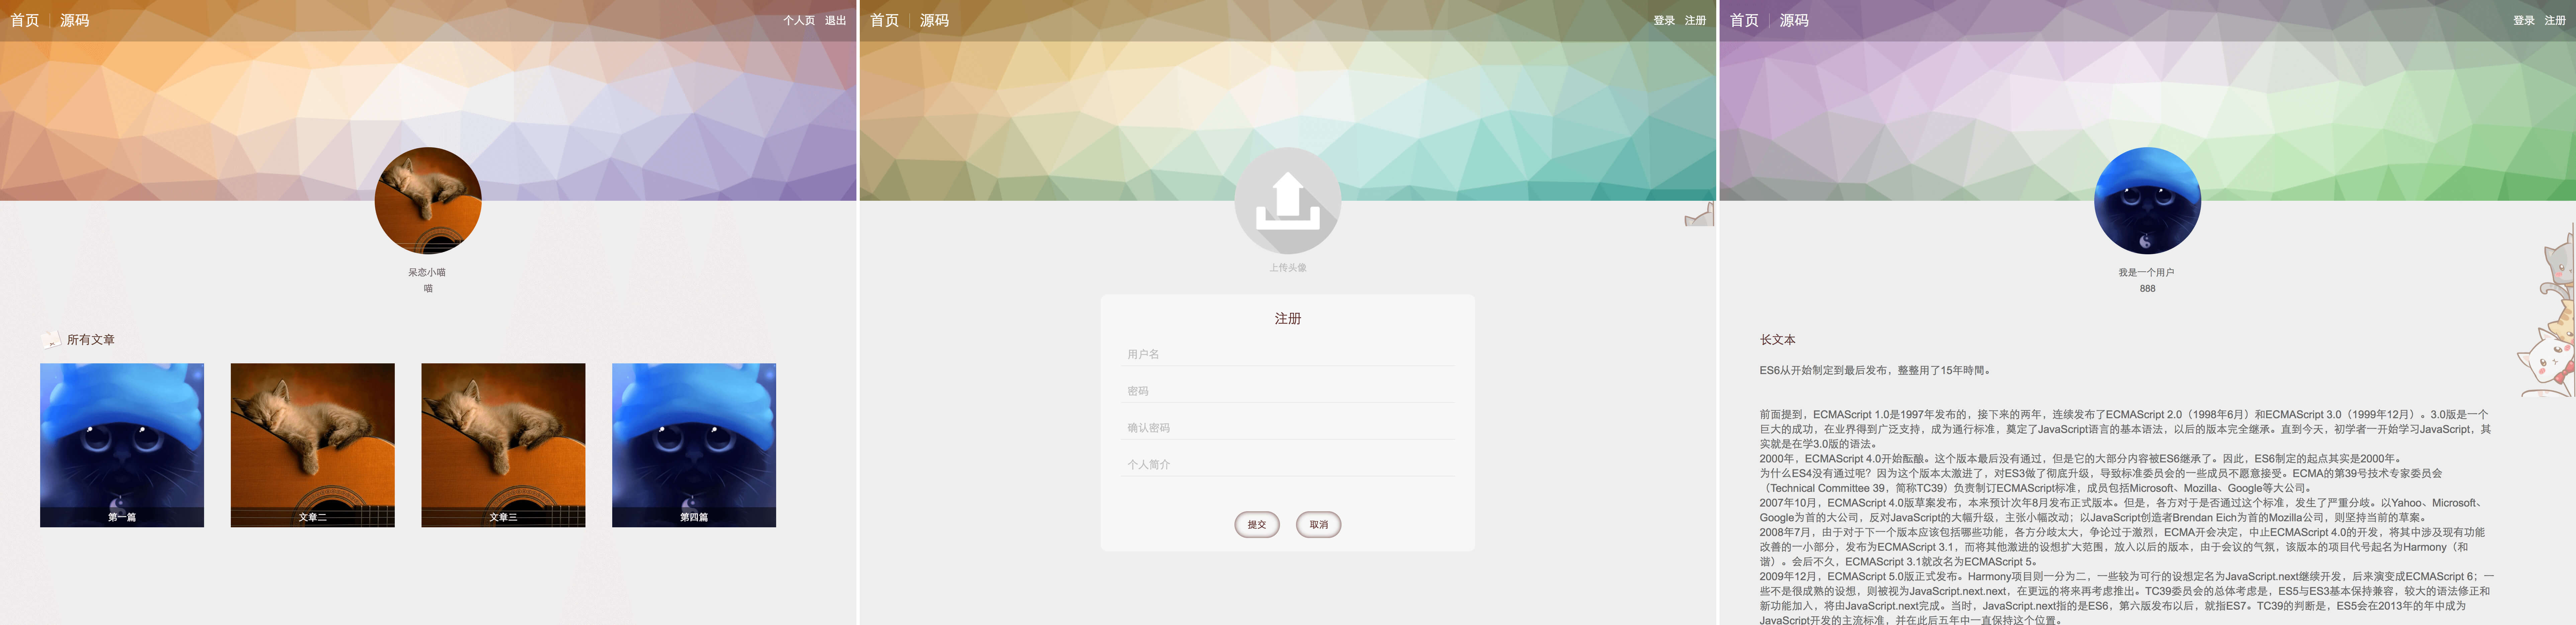 首页 源码 个人页 退出
呆恋小喵
喵
所有文章
第一篇 文章二 文章三 第四篇
首页 源码 登录 注册
上传头像
注册
用户名
密码
确认密码
个人简介
提交 取消
首页 源码 登录 注册
我是一个用户
888
长文本
ES6从开始制定到最后发布，整整用了15年時間。
前面提到，ECMAScript 1.0是1997年发布的，接下来的两年，连续发布了ECMAScript 2.0（1998年6月）和ECMAScript 3.0（1999年12月）。3.0版是一个
巨大的成功，在业界得到广泛支持，成为通行标准，奠定了JavaScript语言的基本语法，以后的版本完全继承。直到今天，初学者一开始学习JavaScript，其
实就是在学3.0版的语法。
2000年，ECMAScript 4.0开始酝酿。这个版本最后没有通过，但是它的大部分内容被ES6继承了。因此，ES6制定的起点其实是2000年。
为什么ES4没有通过呢？因为这个版本太激进了，对ES3做了彻底升级，导致标准委员会的一些成员不愿意接受。ECMA的第39号技术专家委员会
（Technical Committee 39，简称TC39）负责制订ECMAScript标准，成员包括Microsoft、Mozilla、Google等大公司。
2007年10月，ECMAScript 4.0版草案发布，本来预计次年8月发布正式版本。但是，各方对于是否通过这个标准，发生了严重分歧。以Yahoo、Microsoft、
Google为首的大公司，反对JavaScript的大幅升级，主张小幅改动；以JavaScript创造者Brendan Eich为首的Mozilla公司，则坚持当前的草案。
2008年7月，由于对于下一个版本应该包括哪些功能，各方分歧太大，争论过于激烈，ECMA开会决定，中止ECMAScript 4.0的开发，将其中涉及现有功能
改善的一小部分，发布为ECMAScript 3.1，而将其他激进的设想扩大范围，放入以后的版本，由于会议的气氛，该版本的项目代号起名为Harmony（和
谐）。会后不久，ECMAScript 3.1就改名为ECMAScript 5。
2009年12月，ECMAScript 5.0版正式发布。Harmony项目则一分为二，一些较为可行的设想定名为JavaScript.next继续开发，后来演变成ECMAScript 6；一
些不是很成熟的设想，则被视为JavaScript.next.next，在更远的将来再考虑推出。TC39委员会的总体考虑是，ES5与ES3基本保持兼容，较大的语法修正和
新功能加入，将由JavaScript.next完成。当时，JavaScript.next指的是ES6，第六版发布以后，就指ES7。TC39的判断是，ES5会在2013年的年中成为
JavaScript开发的主流标准，并在此后五年中一直保持这个位置。